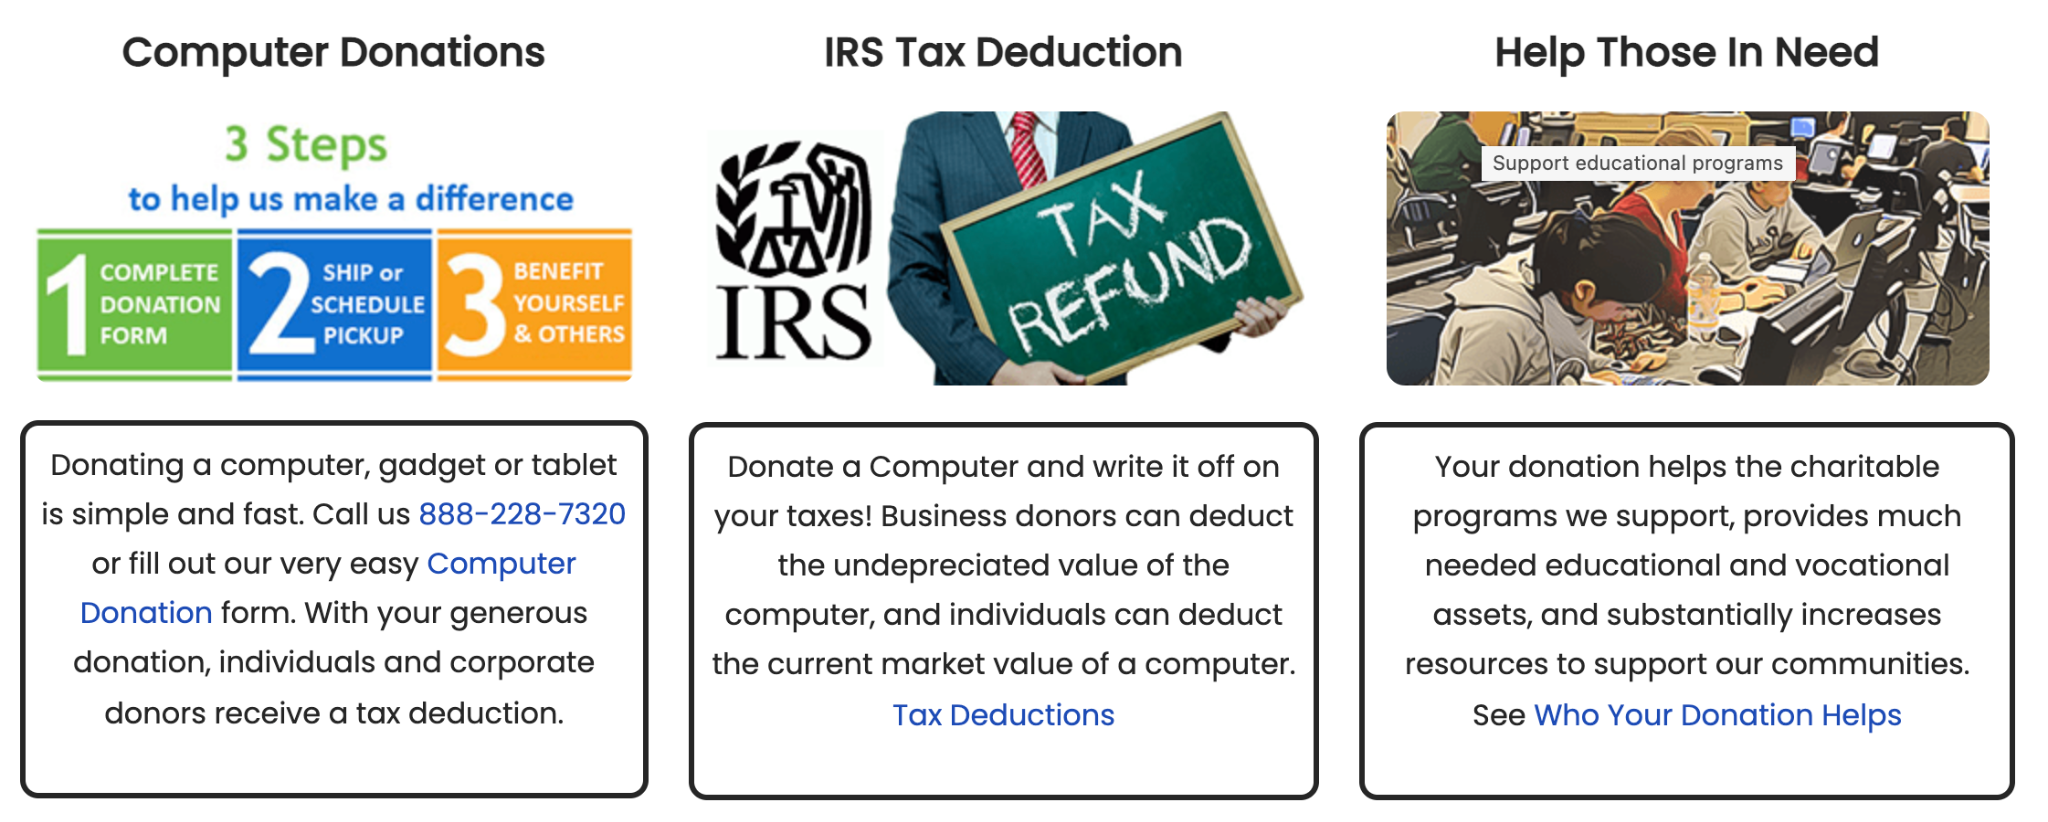 Computer Donations
3 Steps
to help us make a difference
1 COMPLETE
DONATION
FORM
2 SHIP or
SCHEDULE
PICKUP
3 BENEFIT
YOURSELF
& OTHERS
Donating a computer, gadget or tablet
is simple and fast. Call us 888-228-7320
or fill out our very easy Computer
Donation form. With your generous
donation, individuals and corporate
donors receive a tax deduction.
IRS Tax Deduction
IRS
TAX
REFUND
Donate a Computer and write it off on
your taxes! Business donors can deduct
the undepreciated value of the
computer, and individuals can deduct
the current market value of a computer.
Tax Deductions
Help Those In Need
Support educational programs
Your donation helps the charitable
programs we support, provides much
needed educational and vocational
assets, and substantially increases
resources to support our communities.
See Who Your Donation Helps